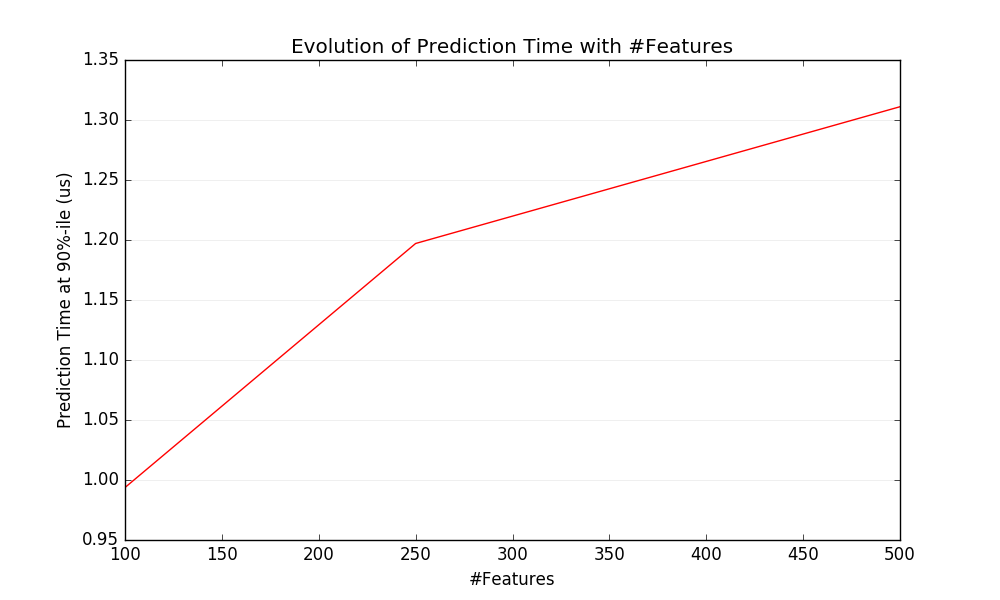 Evolution of Prediction Time with #Features
1.35
1.30
1.25
1.20
1.15
1.10
1.05
1.00
0.95
Prediction Time at 90%-ile (us)
100 150 200 250 300 350 400 450 500
#Features